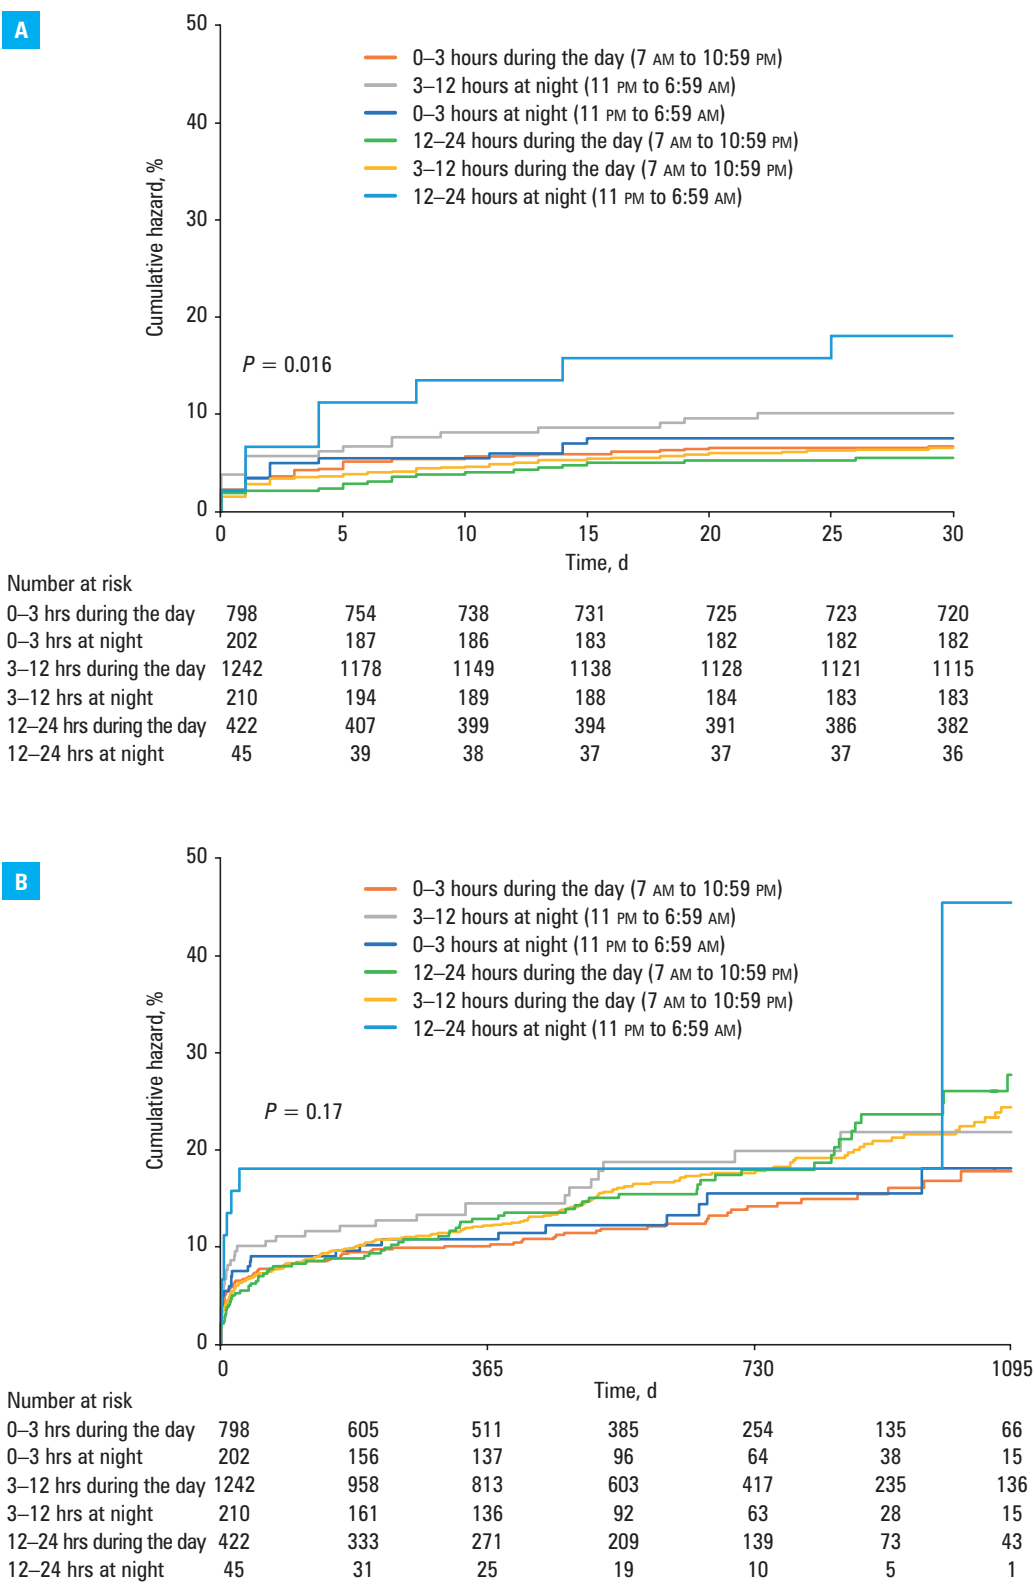 A
50
0–3 hours during the day (7 AM to 10:59 PM)
3–12 hours at night (11 PM to 6:59 AM)
40
0–3 hours at night (11 PM to 6:59 AM)
12–24 hours during the day (7 AM to 10:59 PM)
3–12 hours during the day (7 AM to 10:59 PM)
12–24 hours at night (11 PM to 6:59 AM)
Cumulative hazard, %
30
20
P = 0.016
10
0
0 5 10 15 20 25 30
Time, d
Number at risk
0–3 hrs during the day 798 754 738 731 725 723 720
0–3 hrs at night 202 187 186 183 182 182 182
3–12 hrs during the day 1242 1178 1149 1138 1128 1121 1115
3–12 hrs at night 210 194 189 188 184 183 183
12–24 hrs during the day 422 407 399 394 391 386 382
12–24 hrs at night 45 39 38 37 37 37 36
B
50
0–3 hours during the day (7 AM to 10:59 PM)
3–12 hours at night (11 PM to 6:59 AM)
0–3 hours at night (11 PM to 6:59 AM)
40
12–24 hours during the day (7 AM to 10:59 PM)
3–12 hours during the day (7 AM to 10:59 PM)
12–24 hours at night (11 PM to 6:59 AM)
Cumulative hazard, %
30
P = 0.17
20
10
0
0 365 730 1095
Time, d
Number at risk
0–3 hrs during the day 798 605 511 385 254 135 66
0–3 hrs at night 202 156 137 96 64 38 15
3–12 hrs during the day 1242 958 813 603 417 235 136
3–12 hrs at night 210 161 136 92 63 28 15
12–24 hrs during the day 422 333 271 209 139 73 43
12–24 hrs at night 45 31 25 19 10 5 1